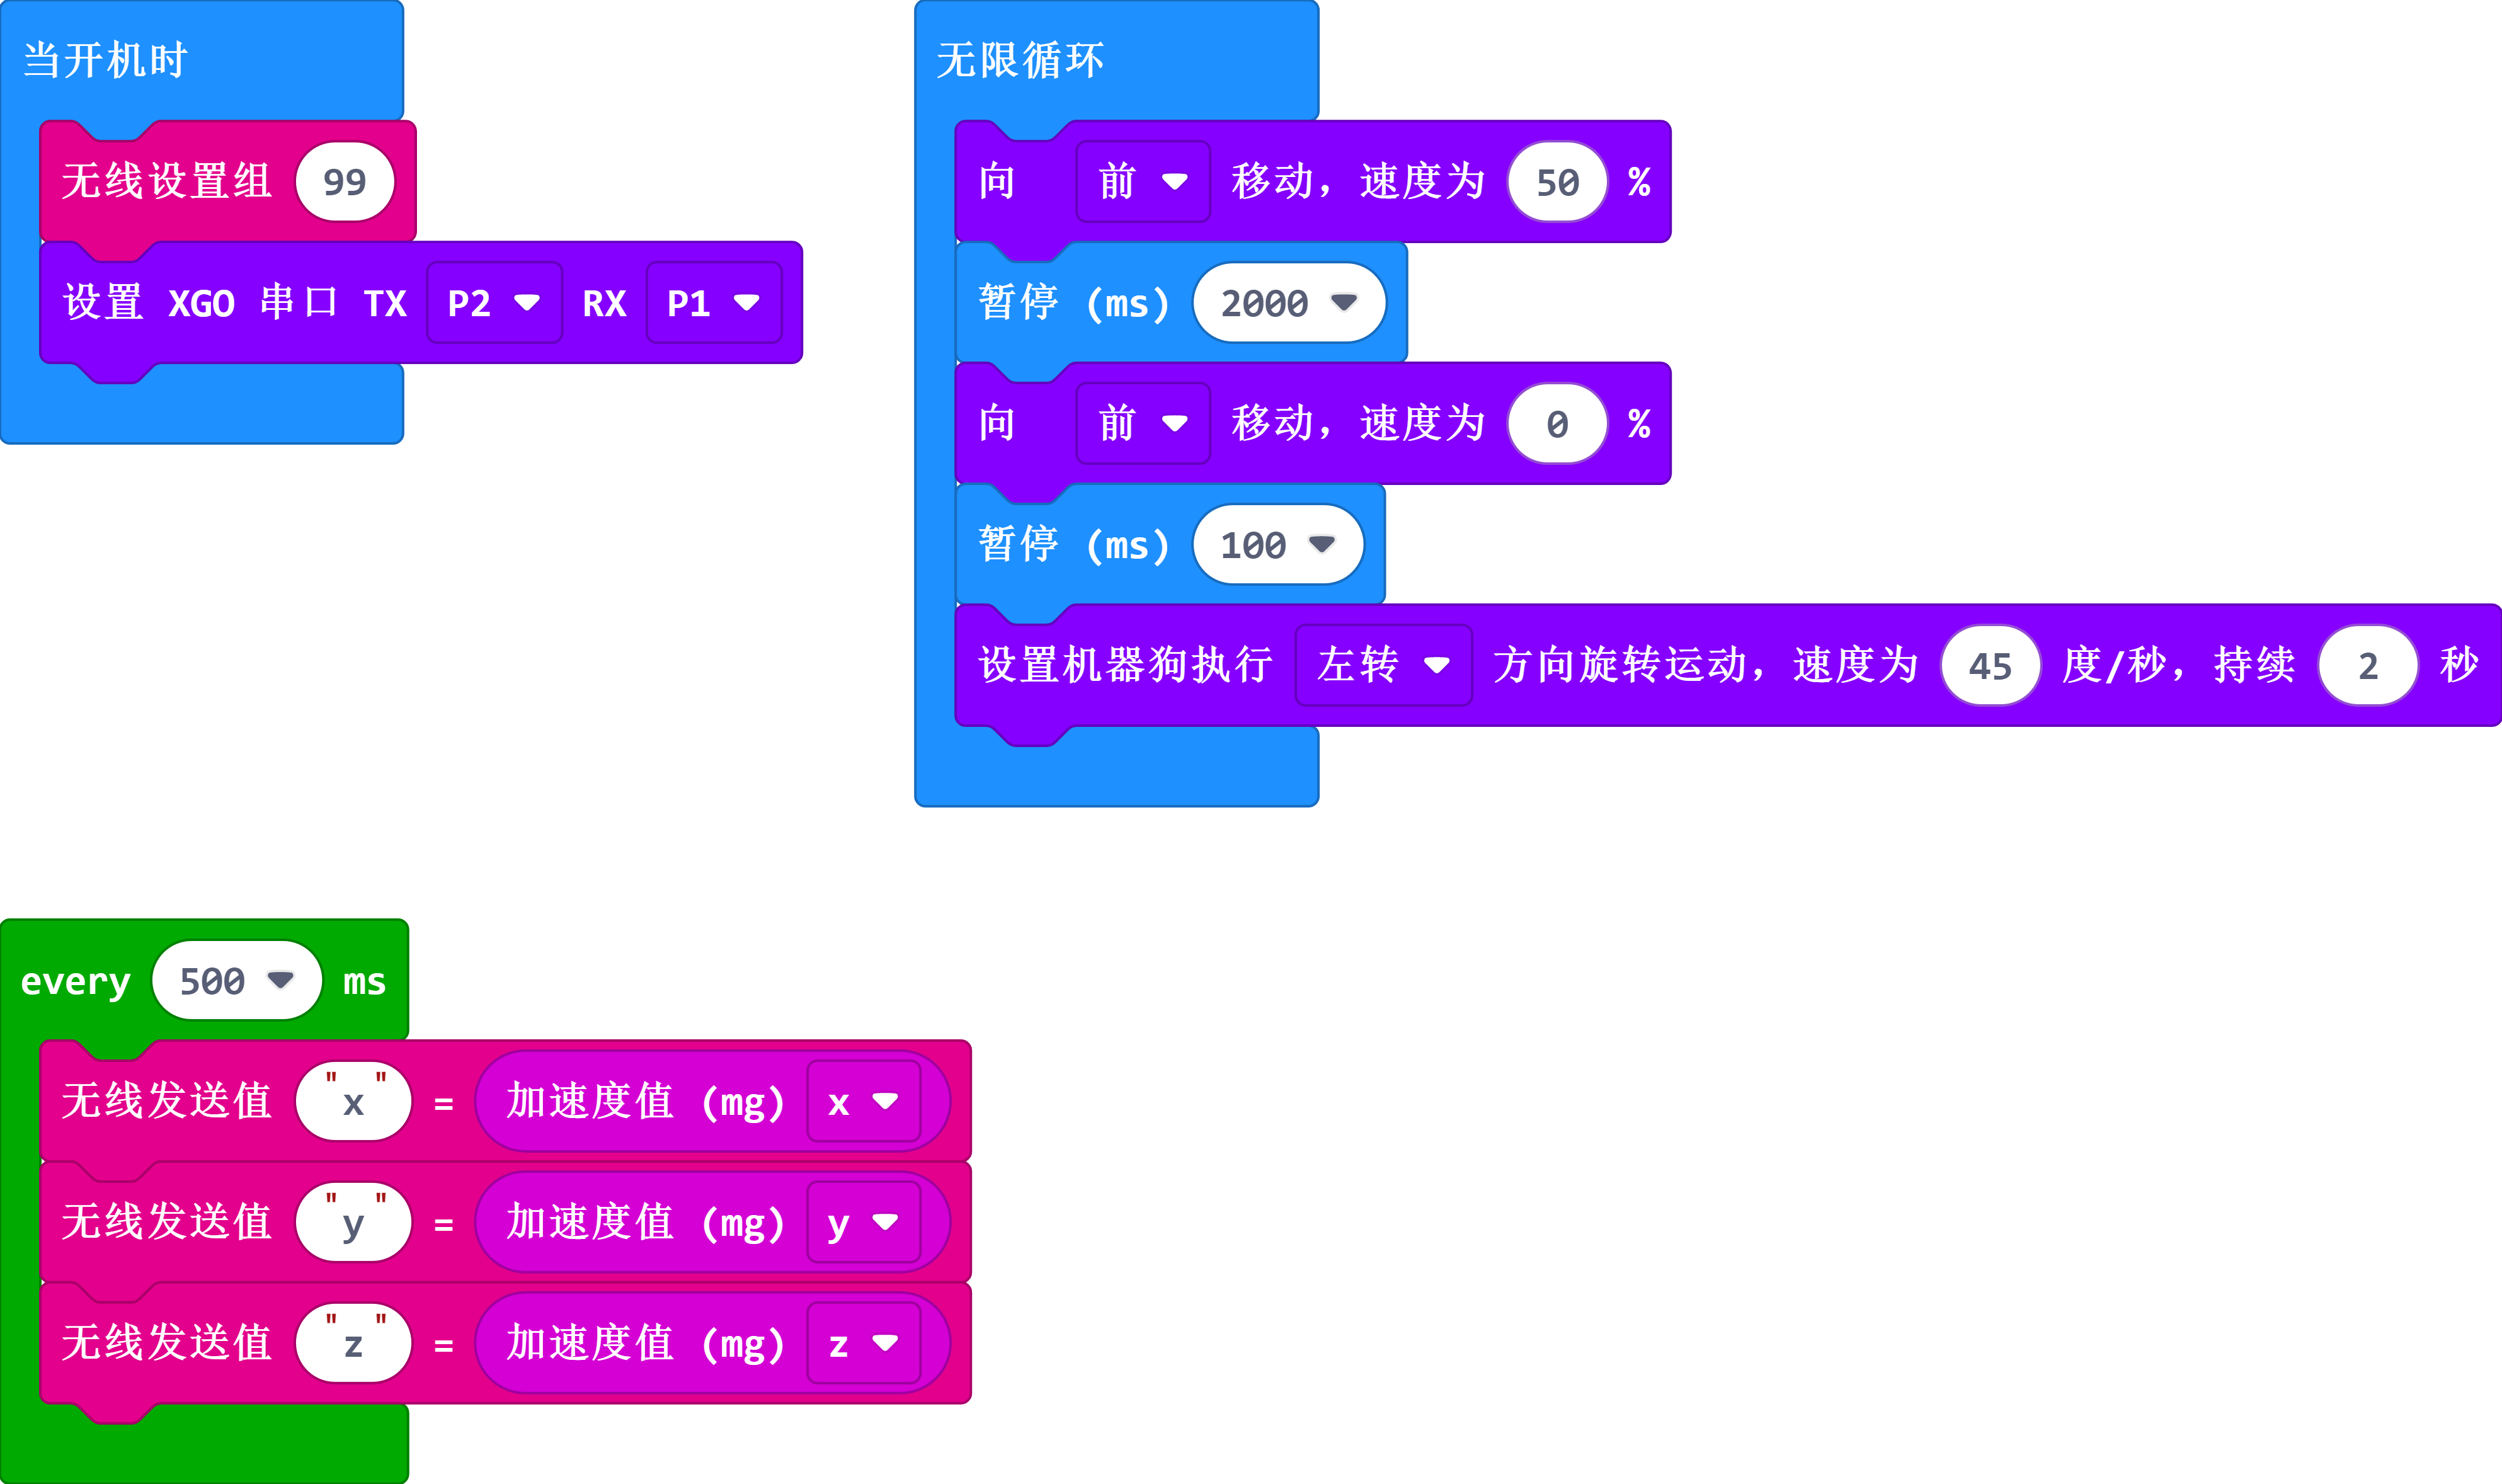 当开机时
无线设置组 99
设置 XGO 串口 TX P2 RX P1
无限循环
向 前 移动，速度为 50 %
暂停 (ms) 2000
向 前 移动，速度为 0 %
暂停 (ms) 100
设置机器狗执行 左转 方向旋转运动，速度为 45 度/秒，持续 2 秒
every 500 ms
无线发送值 "x" = 加速度值 (mg) x
无线发送值 "y" = 加速度值 (mg) y
无线发送值 "z" = 加速度值 (mg) z